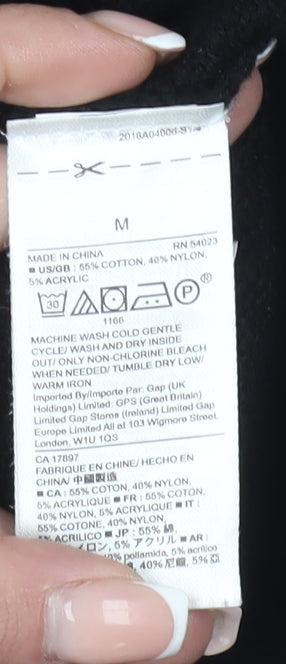 M
MADE IN CHINA RN 54023
■ US/GB : 55% COTTON, 40% NYLON,
5% ACRYLIC
30 P ®
1166
MACHINE WASH COLD GENTLE
CYCLE/ WASH AND DRY INSIDE
OUT/ ONLY NON-CHLORINE BLEACH
WHEN NEEDED/ TUMBLE DRY LOW/
WARM IRON
Imported By/Importe Par: Gap (UK
Holdings) Limited: GPS (Great Britain)
Limited Gap Stores (Ireland) Limited Gap
Europe Limited All at 103 Wigmore Street,
London, W1U 1QS
CA 17897
FABRIQUE EN CHINE/ HECHO EN
CHINA/ 中國製造
■ CA : 55% COTON, 40% NYLON,
5% ACRYLIQUE ■ FR : 55% COTON,
40% NYLON, 5% ACRYLIQUE ■ IT :
55% COTONE, 40% NYLON,
5% ACRILICO ■ JP : 55% 綿,
イロン, 5% アクリル ■ AR :
poliamida, 5% acrílico
40% 尼龍, 5%